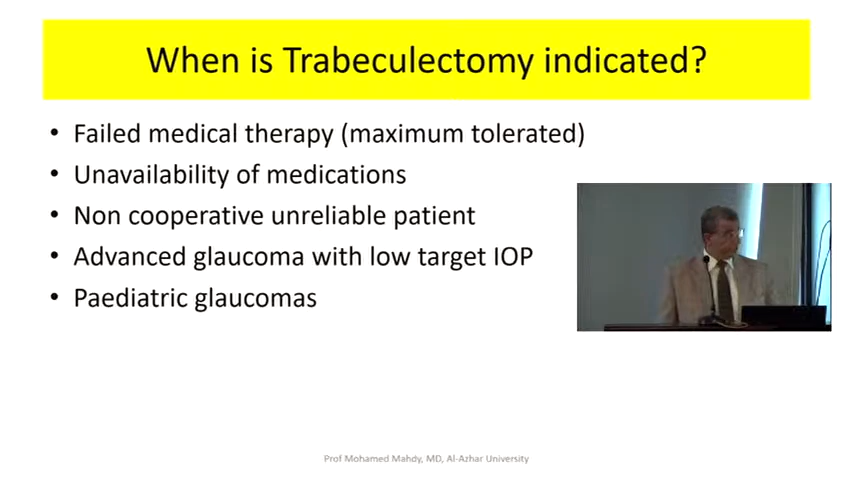 When is Trabeculectomy indicated?
• Failed medical therapy (maximum tolerated)
• Unavailability of medications
• Non cooperative unreliable patient
• Advanced glaucoma with low target IOP
• Paediatric glaucomas
Prof Mohamed Mahdy, MD, Al-Azhar University